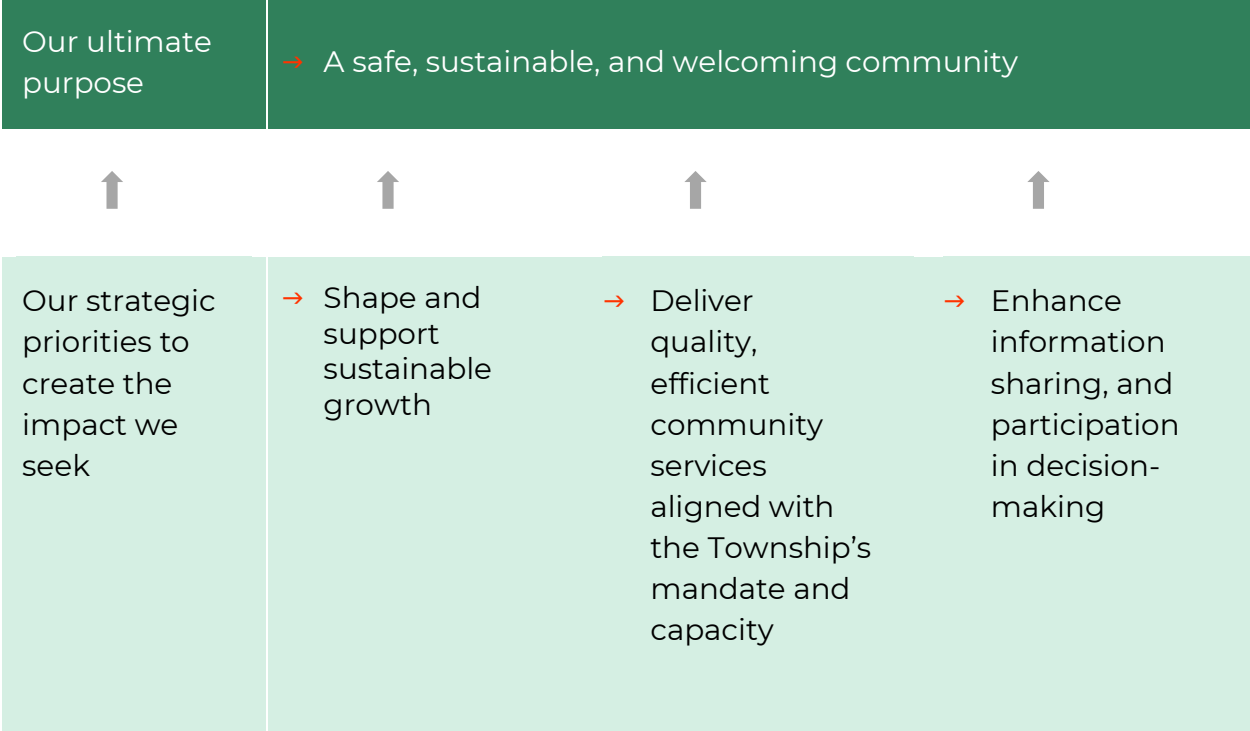 Our ultimate
purpose
→ A safe, sustainable, and welcoming community
Our strategic
priorities to
create the
impact we
seek
→ Shape and
support
sustainable
growth
→ Deliver
quality,
efficient
community
services
aligned with
the Township’s
mandate and
capacity
→ Enhance
information
sharing, and
participation
in decision-
making